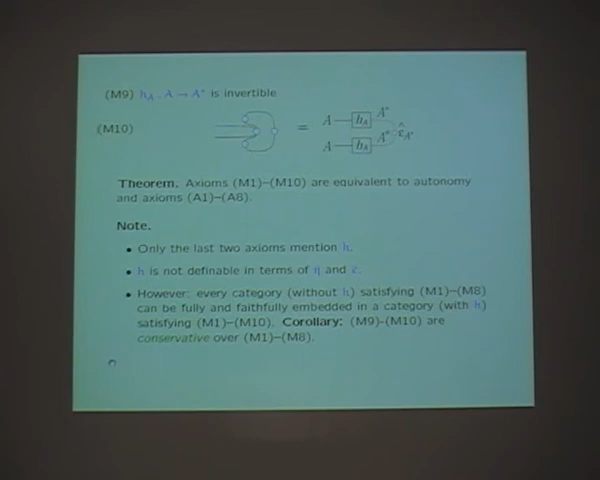 (M9) h_A : A → A* is invertible
(M10) = A h_A A* ε_A*
A h_A A*
Theorem. Axioms (M1)–(M10) are equivalent to autonomy
and axioms (A1)–(A8).
Note.
• Only the last two axioms mention h.
• h is not definable in terms of η and ε.
• However: every category (without h) satisfying (M1)–(M8)
can be fully and faithfully embedded in a category (with h)
satisfying (M1)–(M10). Corollary: (M9)-(M10) are
conservative over (M1)–(M8).